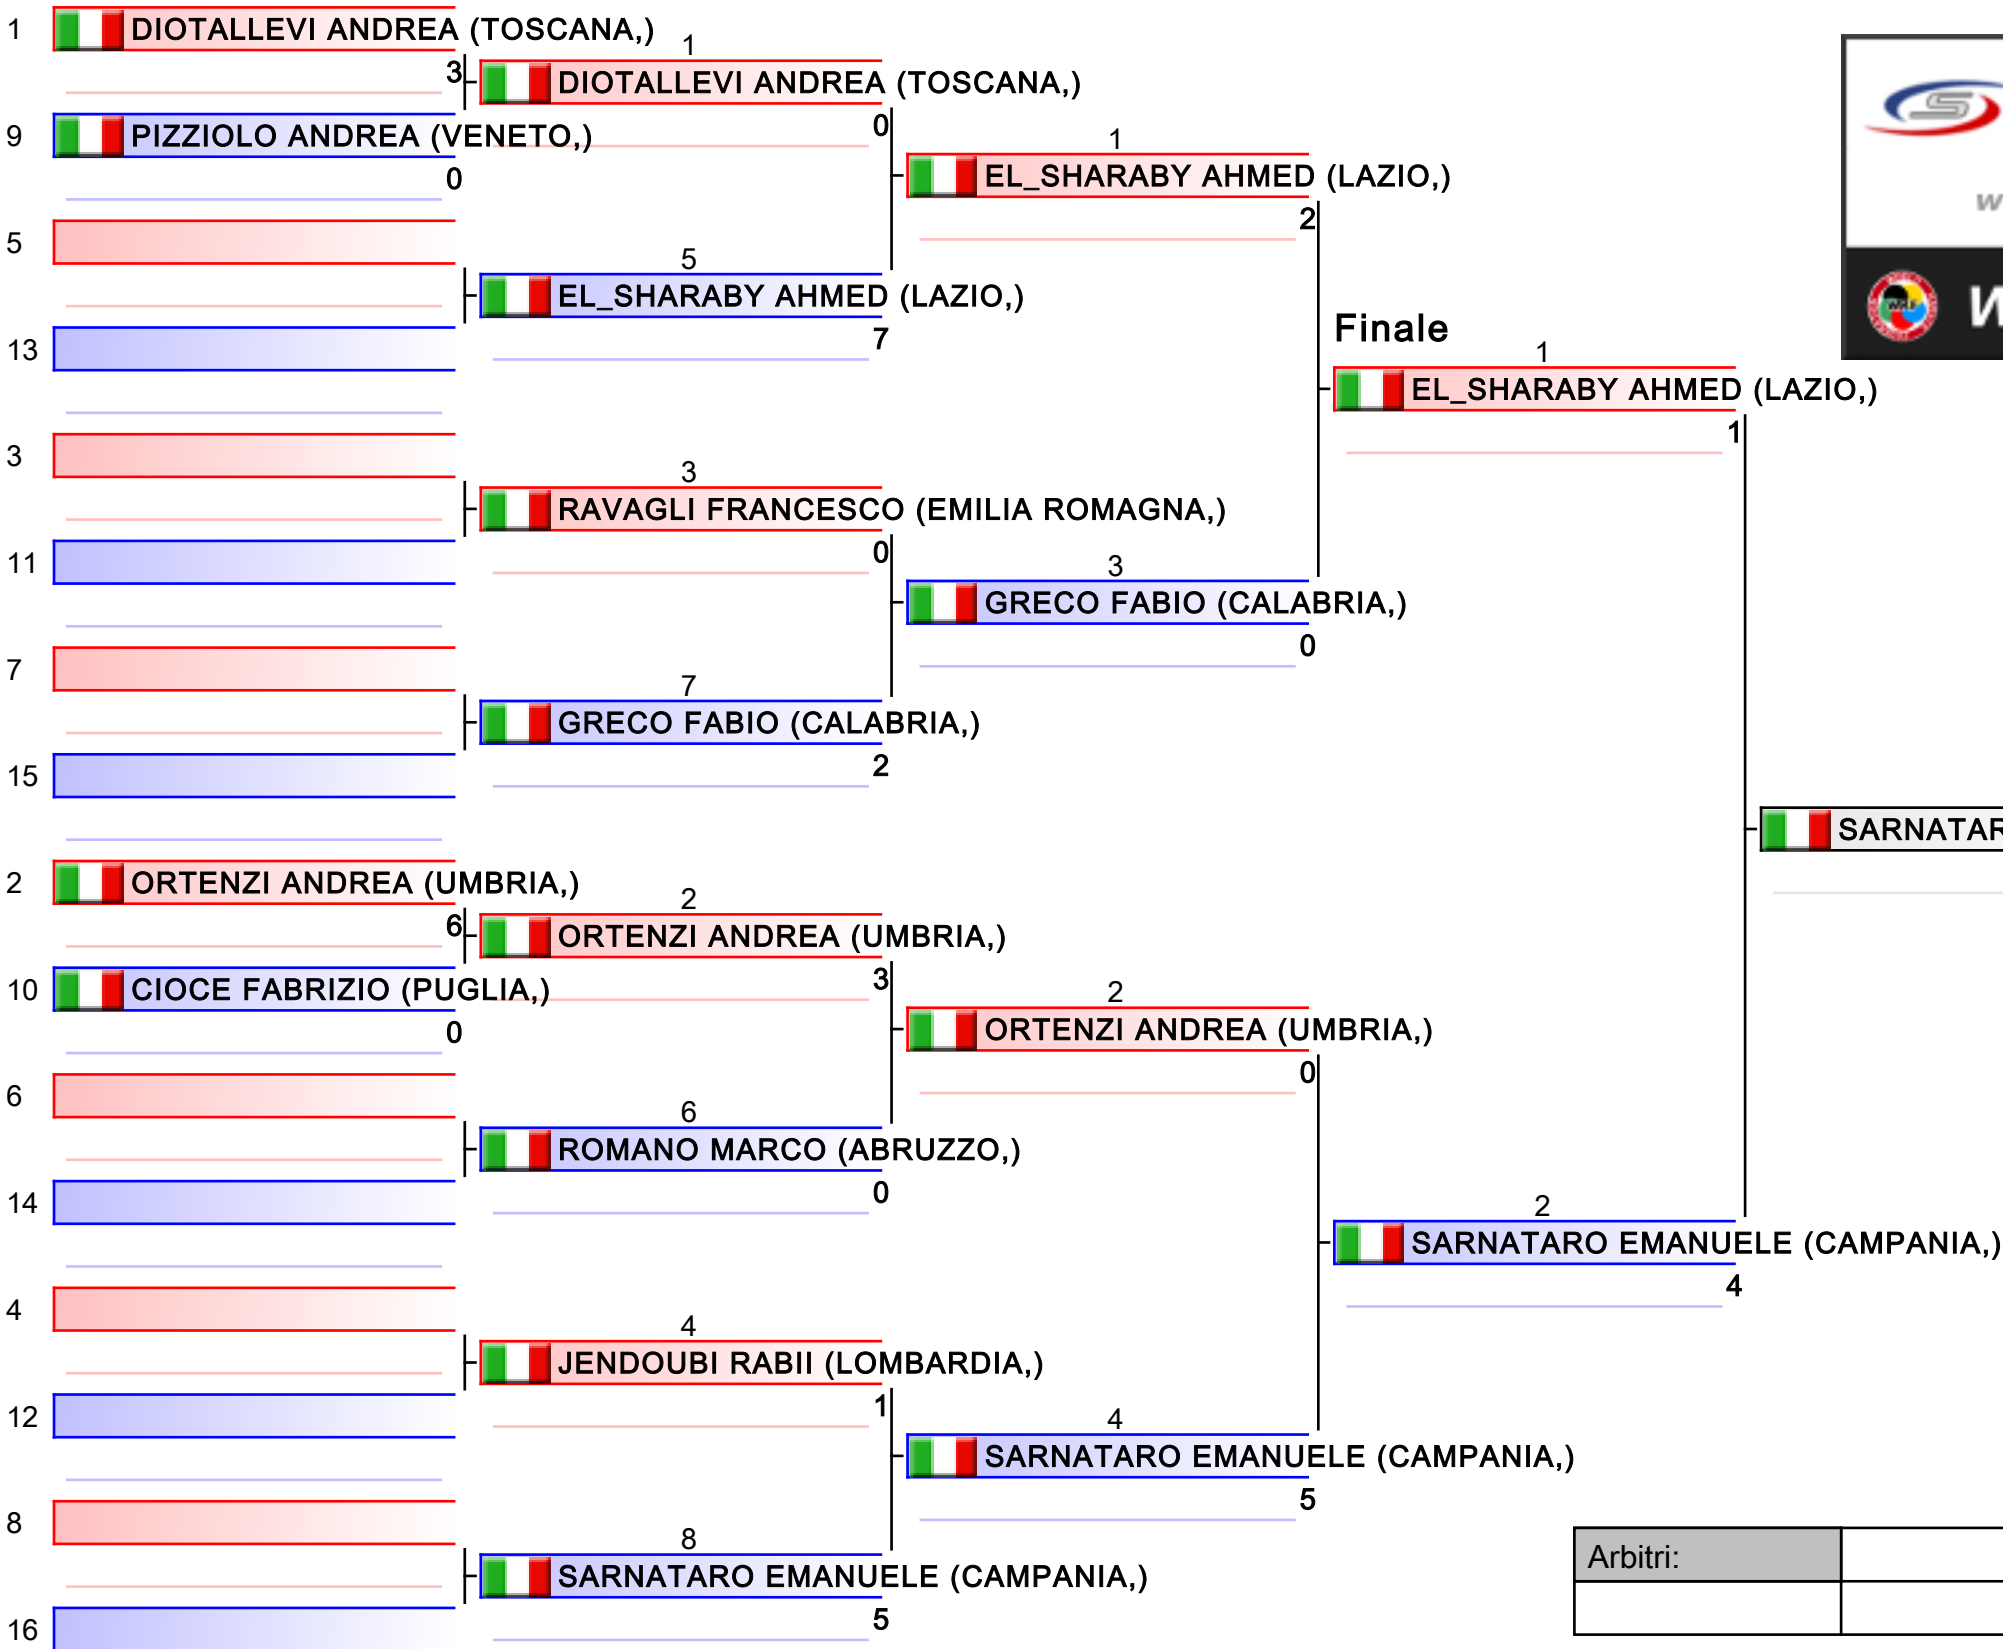 1 DIOTALLEVI ANDREA (TOSCANA,)
3
1
DIOTALLEVI ANDREA (TOSCANA,)
0
9 PIZZIOLO ANDREA (VENETO,)
0
1
EL_SHARABY AHMED (LAZIO,)
2
5
5
EL_SHARABY AHMED (LAZIO,)
7
13
Finale
1
EL_SHARABY AHMED (LAZIO,)
1
3
3
RAVAGLI FRANCESCO (EMILIA ROMAGNA,)
0
11
3
GRECO FABIO (CALABRIA,)
0
7
7
GRECO FABIO (CALABRIA,)
2
15
SARNATAR
2 ORTENZI ANDREA (UMBRIA,)
6
2
ORTENZI ANDREA (UMBRIA,)
3
10 CIOCE FABRIZIO (PUGLIA,)
0
2
ORTENZI ANDREA (UMBRIA,)
0
6
6
ROMANO MARCO (ABRUZZO,)
0
14
2
SARNATARO EMANUELE (CAMPANIA,)
4
4
4
JENDOUBI RABII (LOMBARDIA,)
1
12
4
SARNATARO EMANUELE (CAMPANIA,)
5
8
8
SARNATARO EMANUELE (CAMPANIA,)
5
16
Arbitri:
S
w
WKF
W